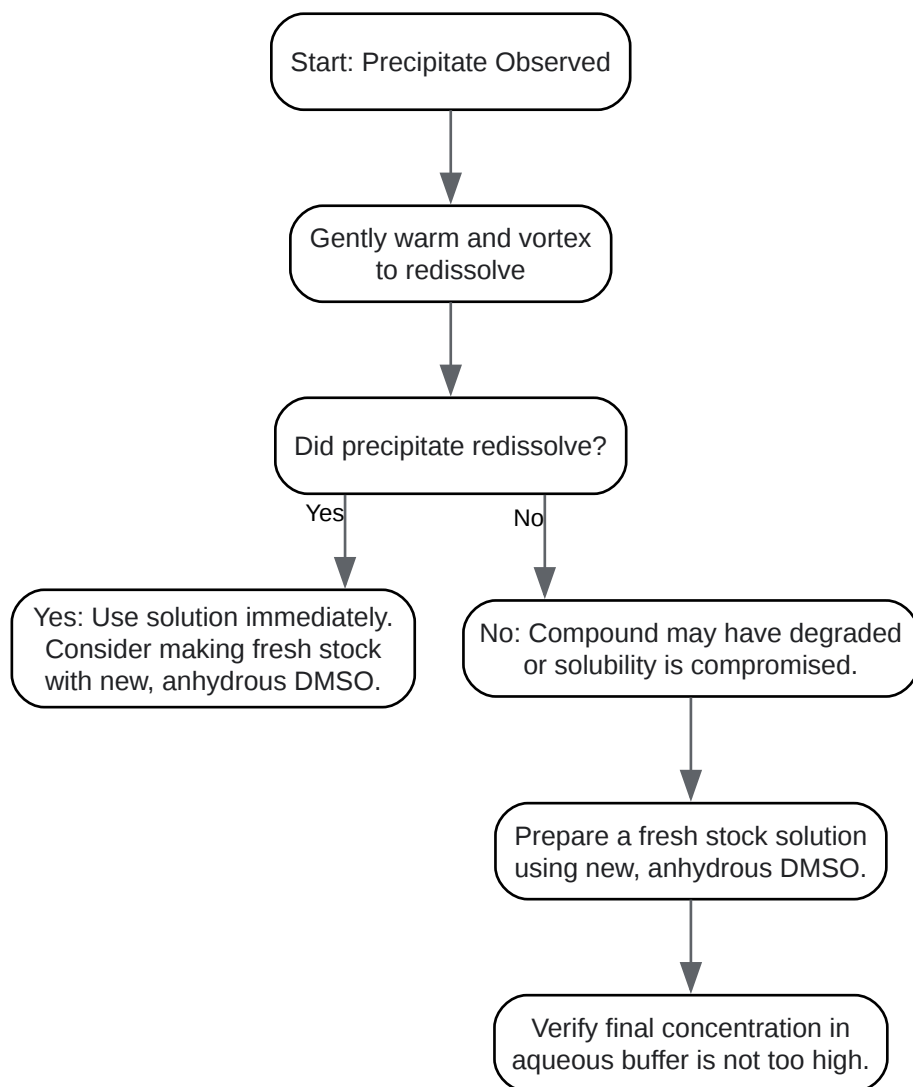 Start: Precipitate Observed
Gently warm and vortex
to redissolve
Did precipitate redissolve?
Yes
No
Yes: Use solution immediately.
Consider making fresh stock
with new, anhydrous DMSO.
No: Compound may have degraded
or solubility is compromised.
Prepare a fresh stock solution
using new, anhydrous DMSO.
Verify final concentration in
aqueous buffer is not too high.